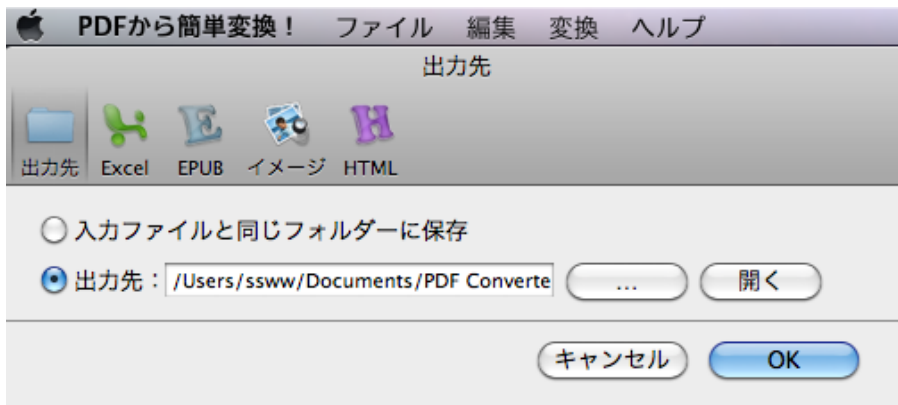 PDFから簡単変換！ ファイル 編集 変換 ヘルプ
出力先
出力先 Excel EPUB イメージ HTML
入力ファイルと同じフォルダーに保存
出力先： /Users/ssww/Documents/PDF Converte ... 開く
キャンセル OK